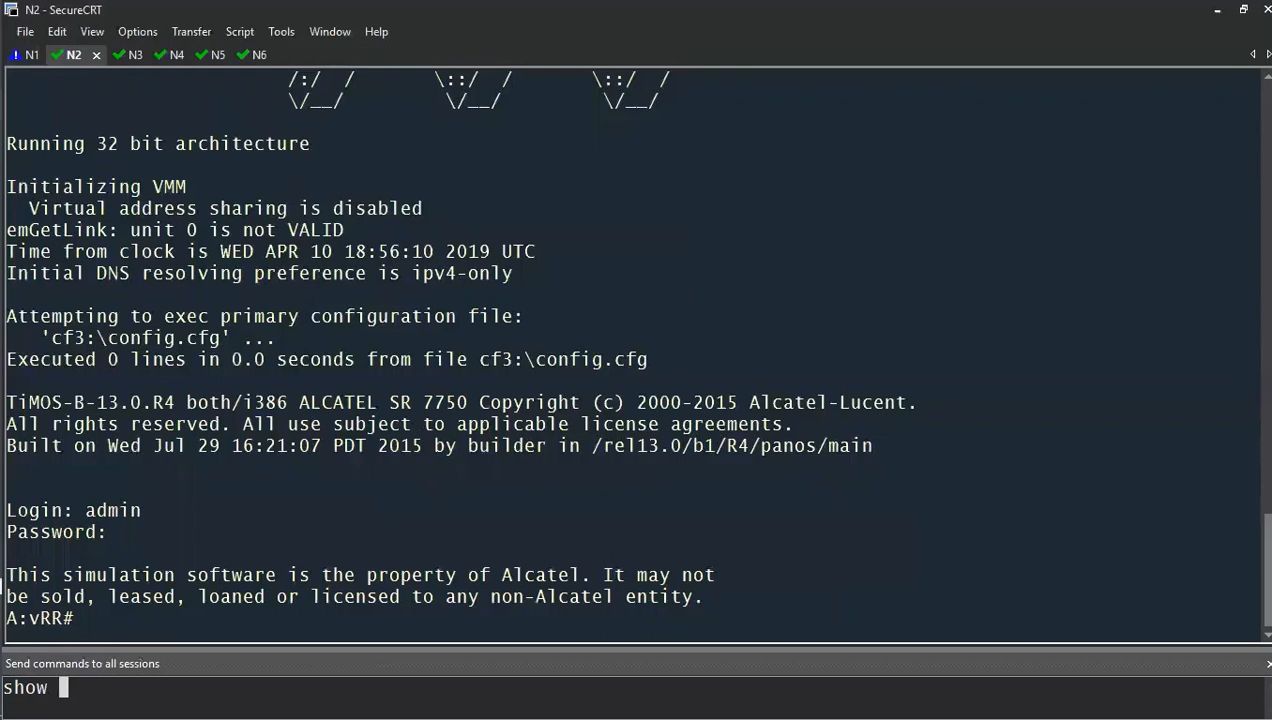 N2 - SecureCRT
File Edit View Options Transfer Script Tools Window Help
N1 N2 N3 N4 N5 N6
/:/  /         \::/  /         \::/  /
\/__/           \/__/           \/__/
Running 32 bit architecture
Initializing VMM
Virtual address sharing is disabled
emGetLink: unit 0 is not VALID
Time from clock is WED APR 10 18:56:10 2019 UTC
Initial DNS resolving preference is ipv4-only
Attempting to exec primary configuration file:
'cf3:\config.cfg' ...
Executed 0 lines in 0.0 seconds from file cf3:\config.cfg
TiMOS-B-13.0.R4 both/i386 ALCATEL SR 7750 Copyright (c) 2000-2015 Alcatel-Lucent.
All rights reserved. All use subject to applicable license agreements.
Built on Wed Jul 29 16:21:07 PDT 2015 by builder in /rel13.0/b1/R4/panos/main
Login: admin
Password:
This simulation software is the property of Alcatel. It may not
be sold, leased, loaned or licensed to any non-Alcatel entity.
A:vRR#
Send commands to all sessions
show